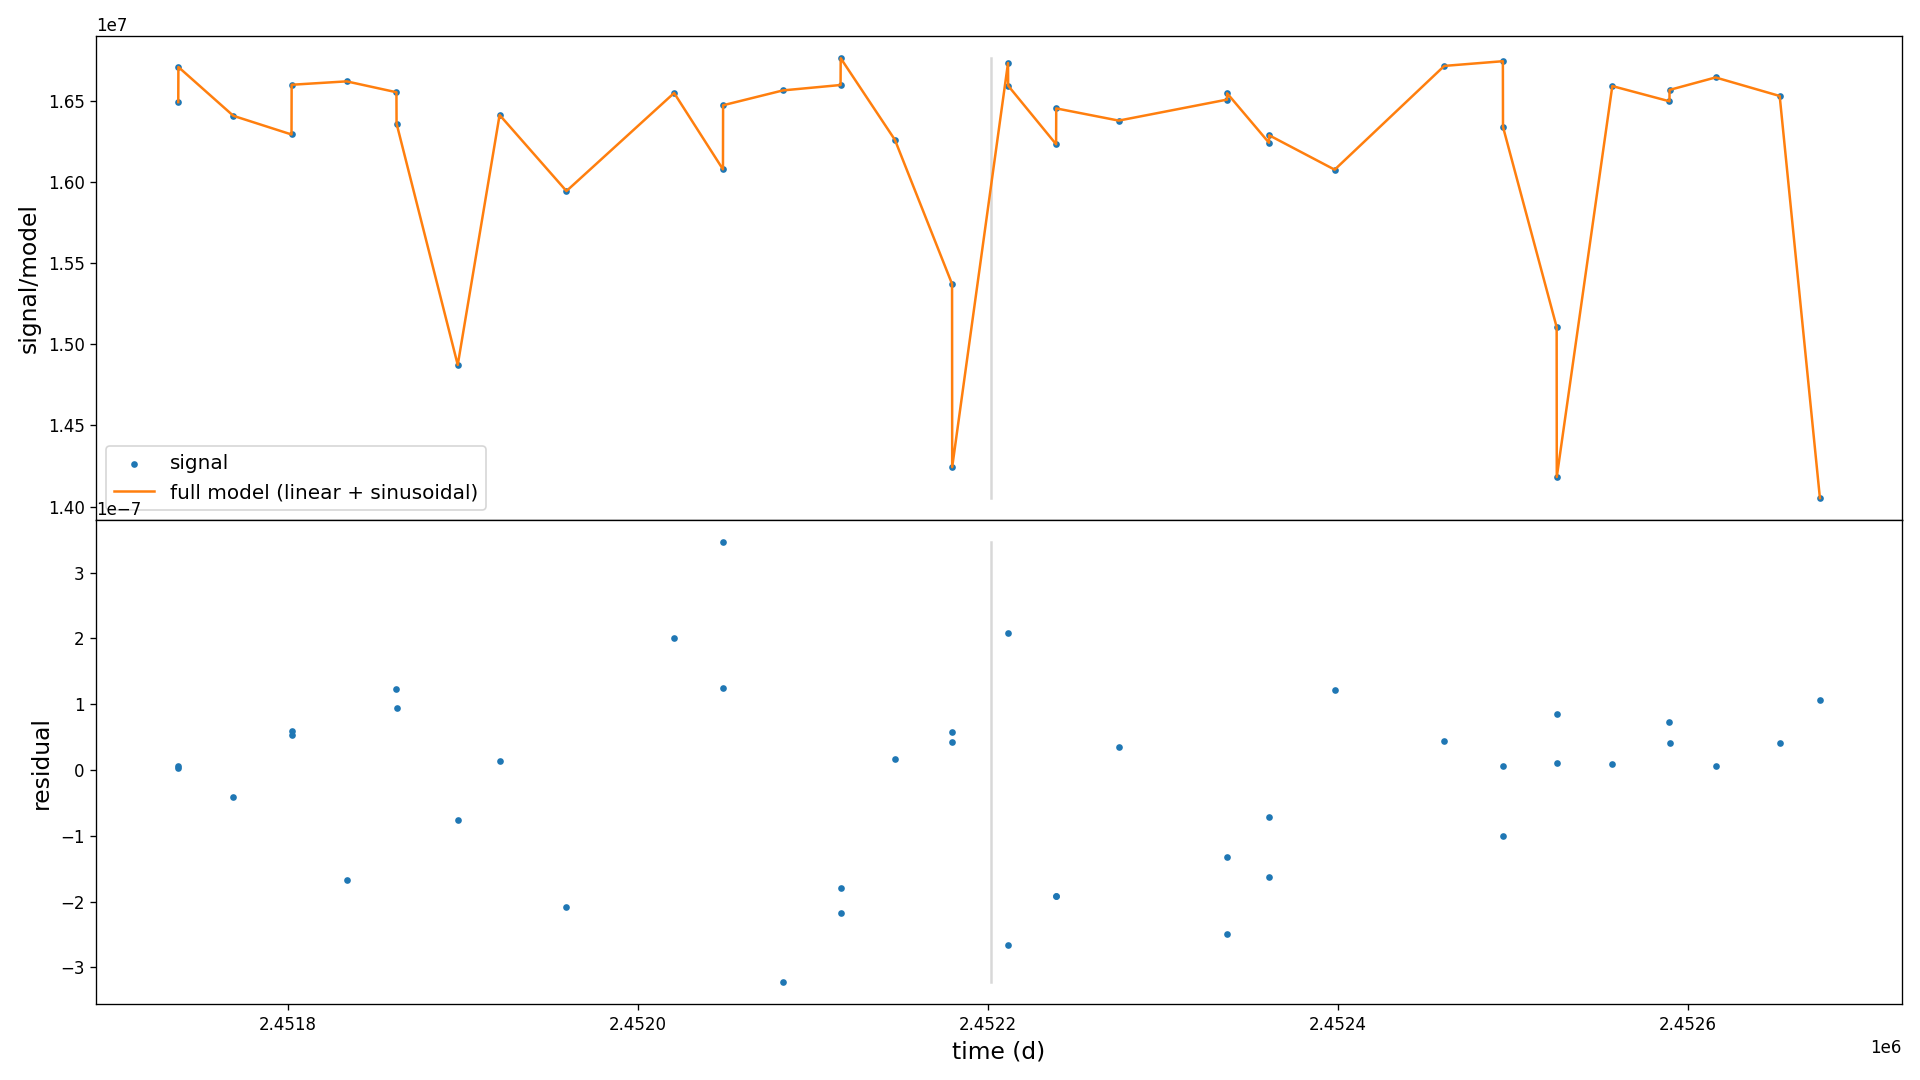 1e7
1.65
1.60
1.55
1.50
1.45
1.40
signal/model
signal
full model (linear + sinusoidal)
1e−7
3
2
1
0
−1
−2
−3
residual
2.4518
2.4520
2.4522
2.4524
2.4526
time (d)
1e6